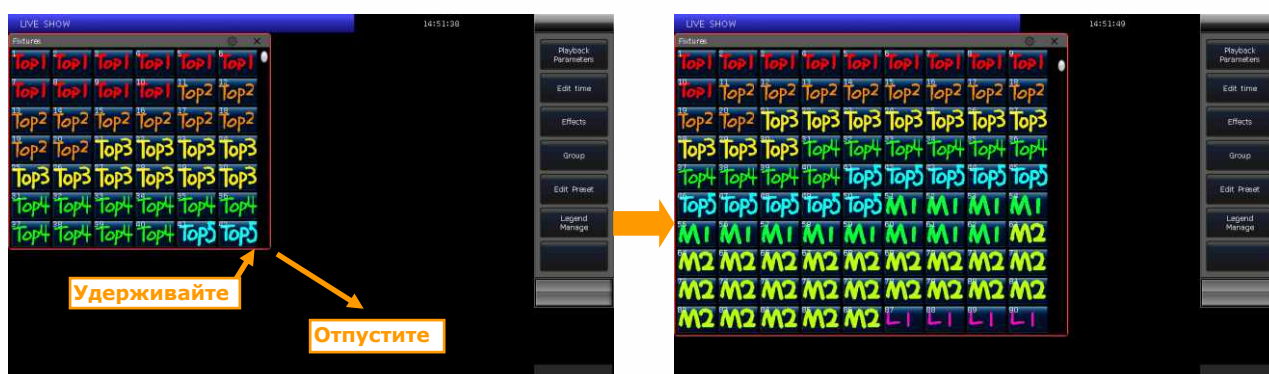 LIVE SHOW 14:51:38
Fixtures
Top1 Top1 Top1 Top1 Top1 Top1
Top1 Top1 Top1 Top1 Top2 Top2
Top2 Top2 Top2 Top2 Top2 Top2
Top2 Top2 Top3 Top3 Top3 Top3
Top3 Top3 Top3 Top3 Top3 Top3
Top4 Top4 Top4 Top4 Top4 Top4
Top4 Top4 Top4 Top4 Top5 Top5
Playback
Parameters
Edit time
Effects
Group
Edit Preset
Legend
Manage
Удерживайте
Отпустите
LIVE SHOW 14:51:49
Fixtures
Top1 Top1 Top1 Top1 Top1 Top1 Top1 Top1 Top1
Top1 Top2 Top2 Top2 Top2 Top2 Top2 Top2 Top2
Top2 Top2 Top3 Top3 Top3 Top3 Top3 Top3 Top3
Top3 Top3 Top3 Top4 Top4 Top4 Top4 Top4 Top4
Top4 Top4 Top4 Top4 Top5 Top5 Top5 Top5 Top5
Top5 Top5 Top5 Top5 Top5 M1 M1 M1 M1
M1 M1 M1 M1 M1 M1 M1 M1 M2
M2 M2 M2 M2 M2 M2 M2 M2 M2
M2 M2 M2 M2 M2 M2 M2 M2 M2
M2 M2 M2 M2 M2 87 L1 88 L1 89 L1 90 L1
Playback
Parameters
Edit time
Effects
Group
Edit Preset
Legend
Manage